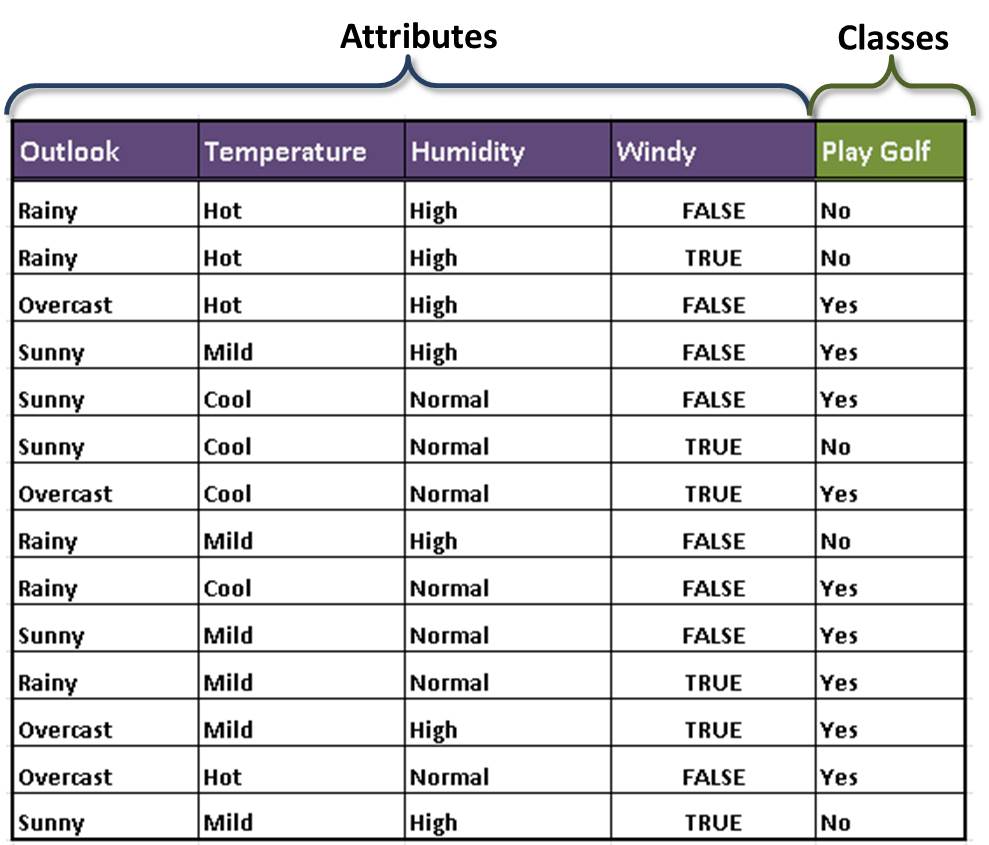 Attributes Classes
Outlook Temperature Humidity Windy Play Golf
Rainy Hot High FALSE No
Rainy Hot High TRUE No
Overcast Hot High FALSE Yes
Sunny Mild High FALSE Yes
Sunny Cool Normal FALSE Yes
Sunny Cool Normal TRUE No
Overcast Cool Normal TRUE Yes
Rainy Mild High FALSE No
Rainy Cool Normal FALSE Yes
Sunny Mild Normal FALSE Yes
Rainy Mild Normal TRUE Yes
Overcast Mild High TRUE Yes
Overcast Hot Normal FALSE Yes
Sunny Mild High TRUE No